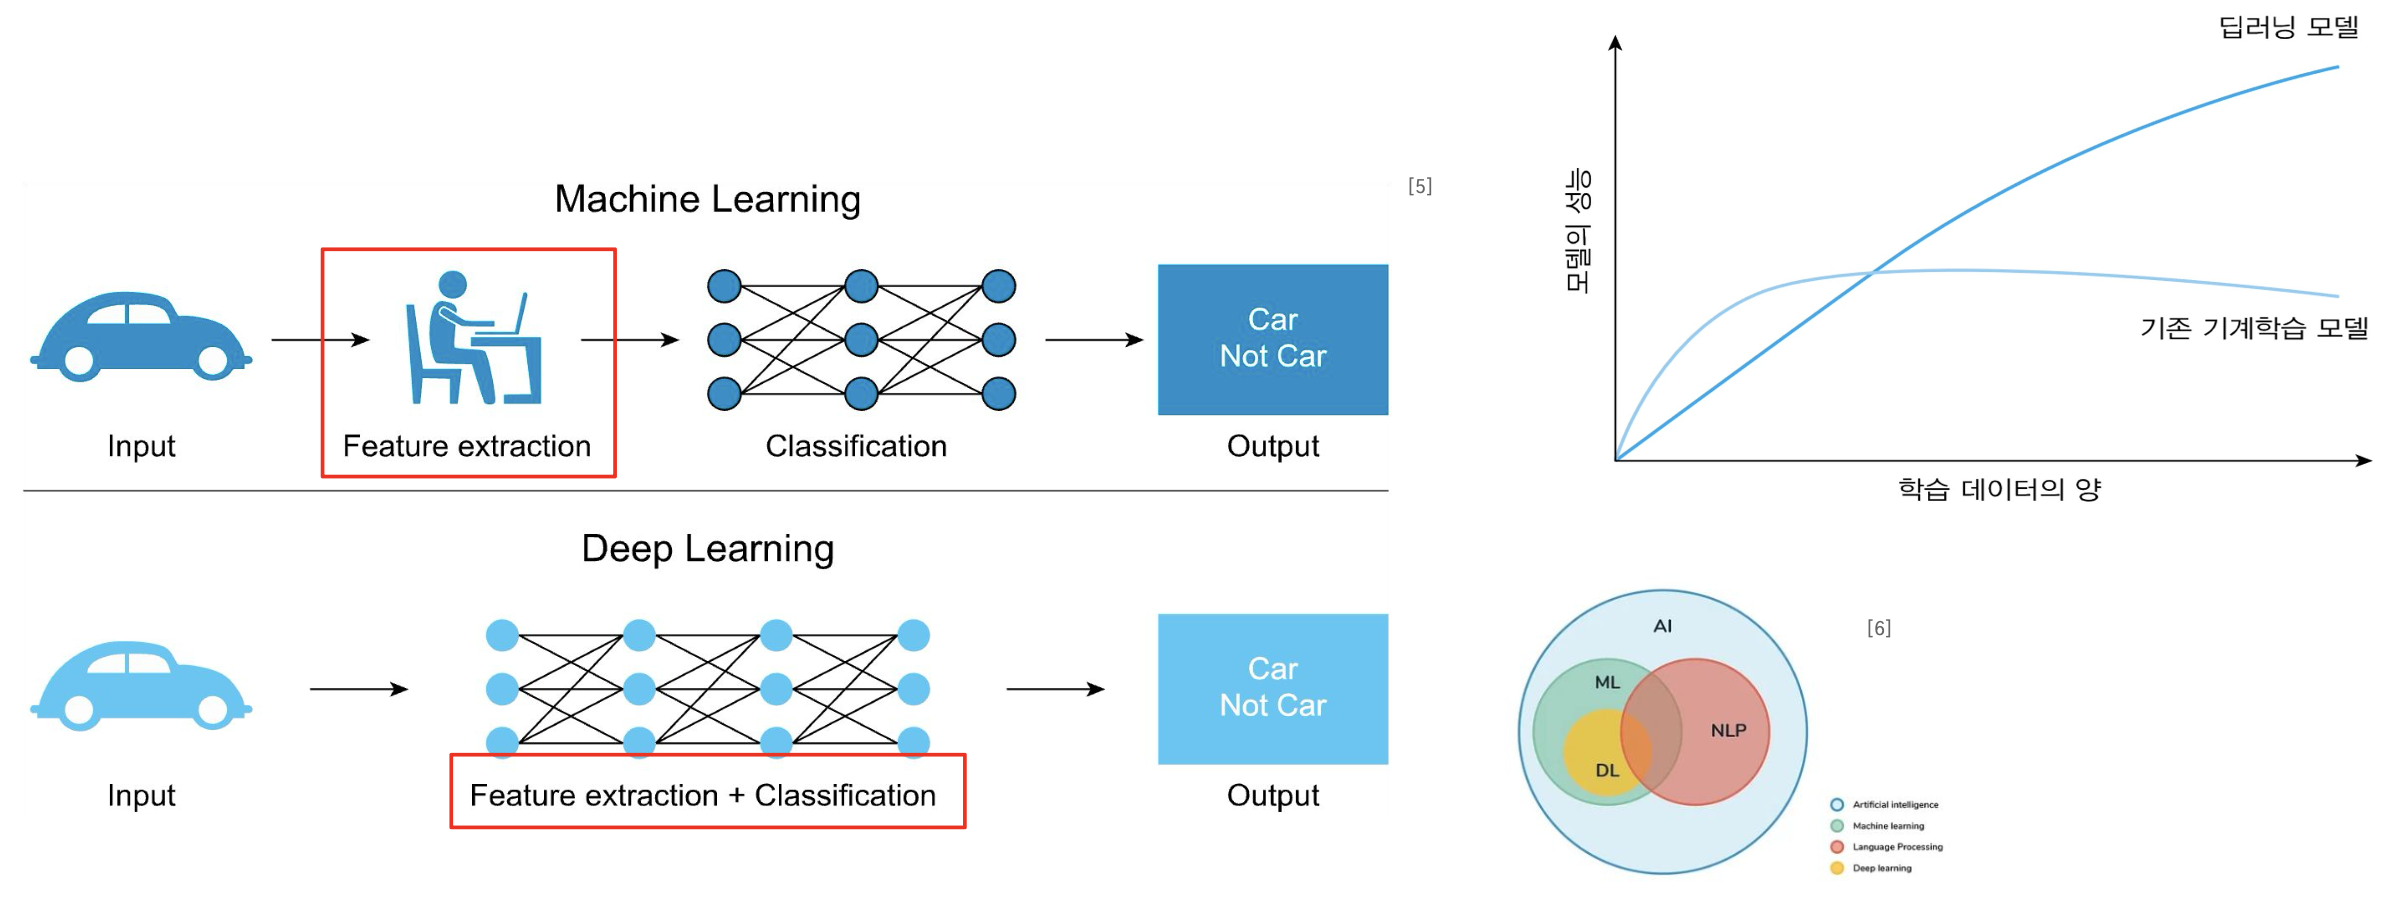 Machine Learning
[5]
Input
Feature extraction
Classification
Car
Not Car
Output
Deep Learning
Input
Feature extraction + Classification
Car
Not Car
Output
딥러닝 모델
모델의 성능
기존 기계학습 모델
학습 데이터의 양
AI
[6]
ML
NLP
DL
Artificial intelligence
Machine learning
Language Processing
Deep learning